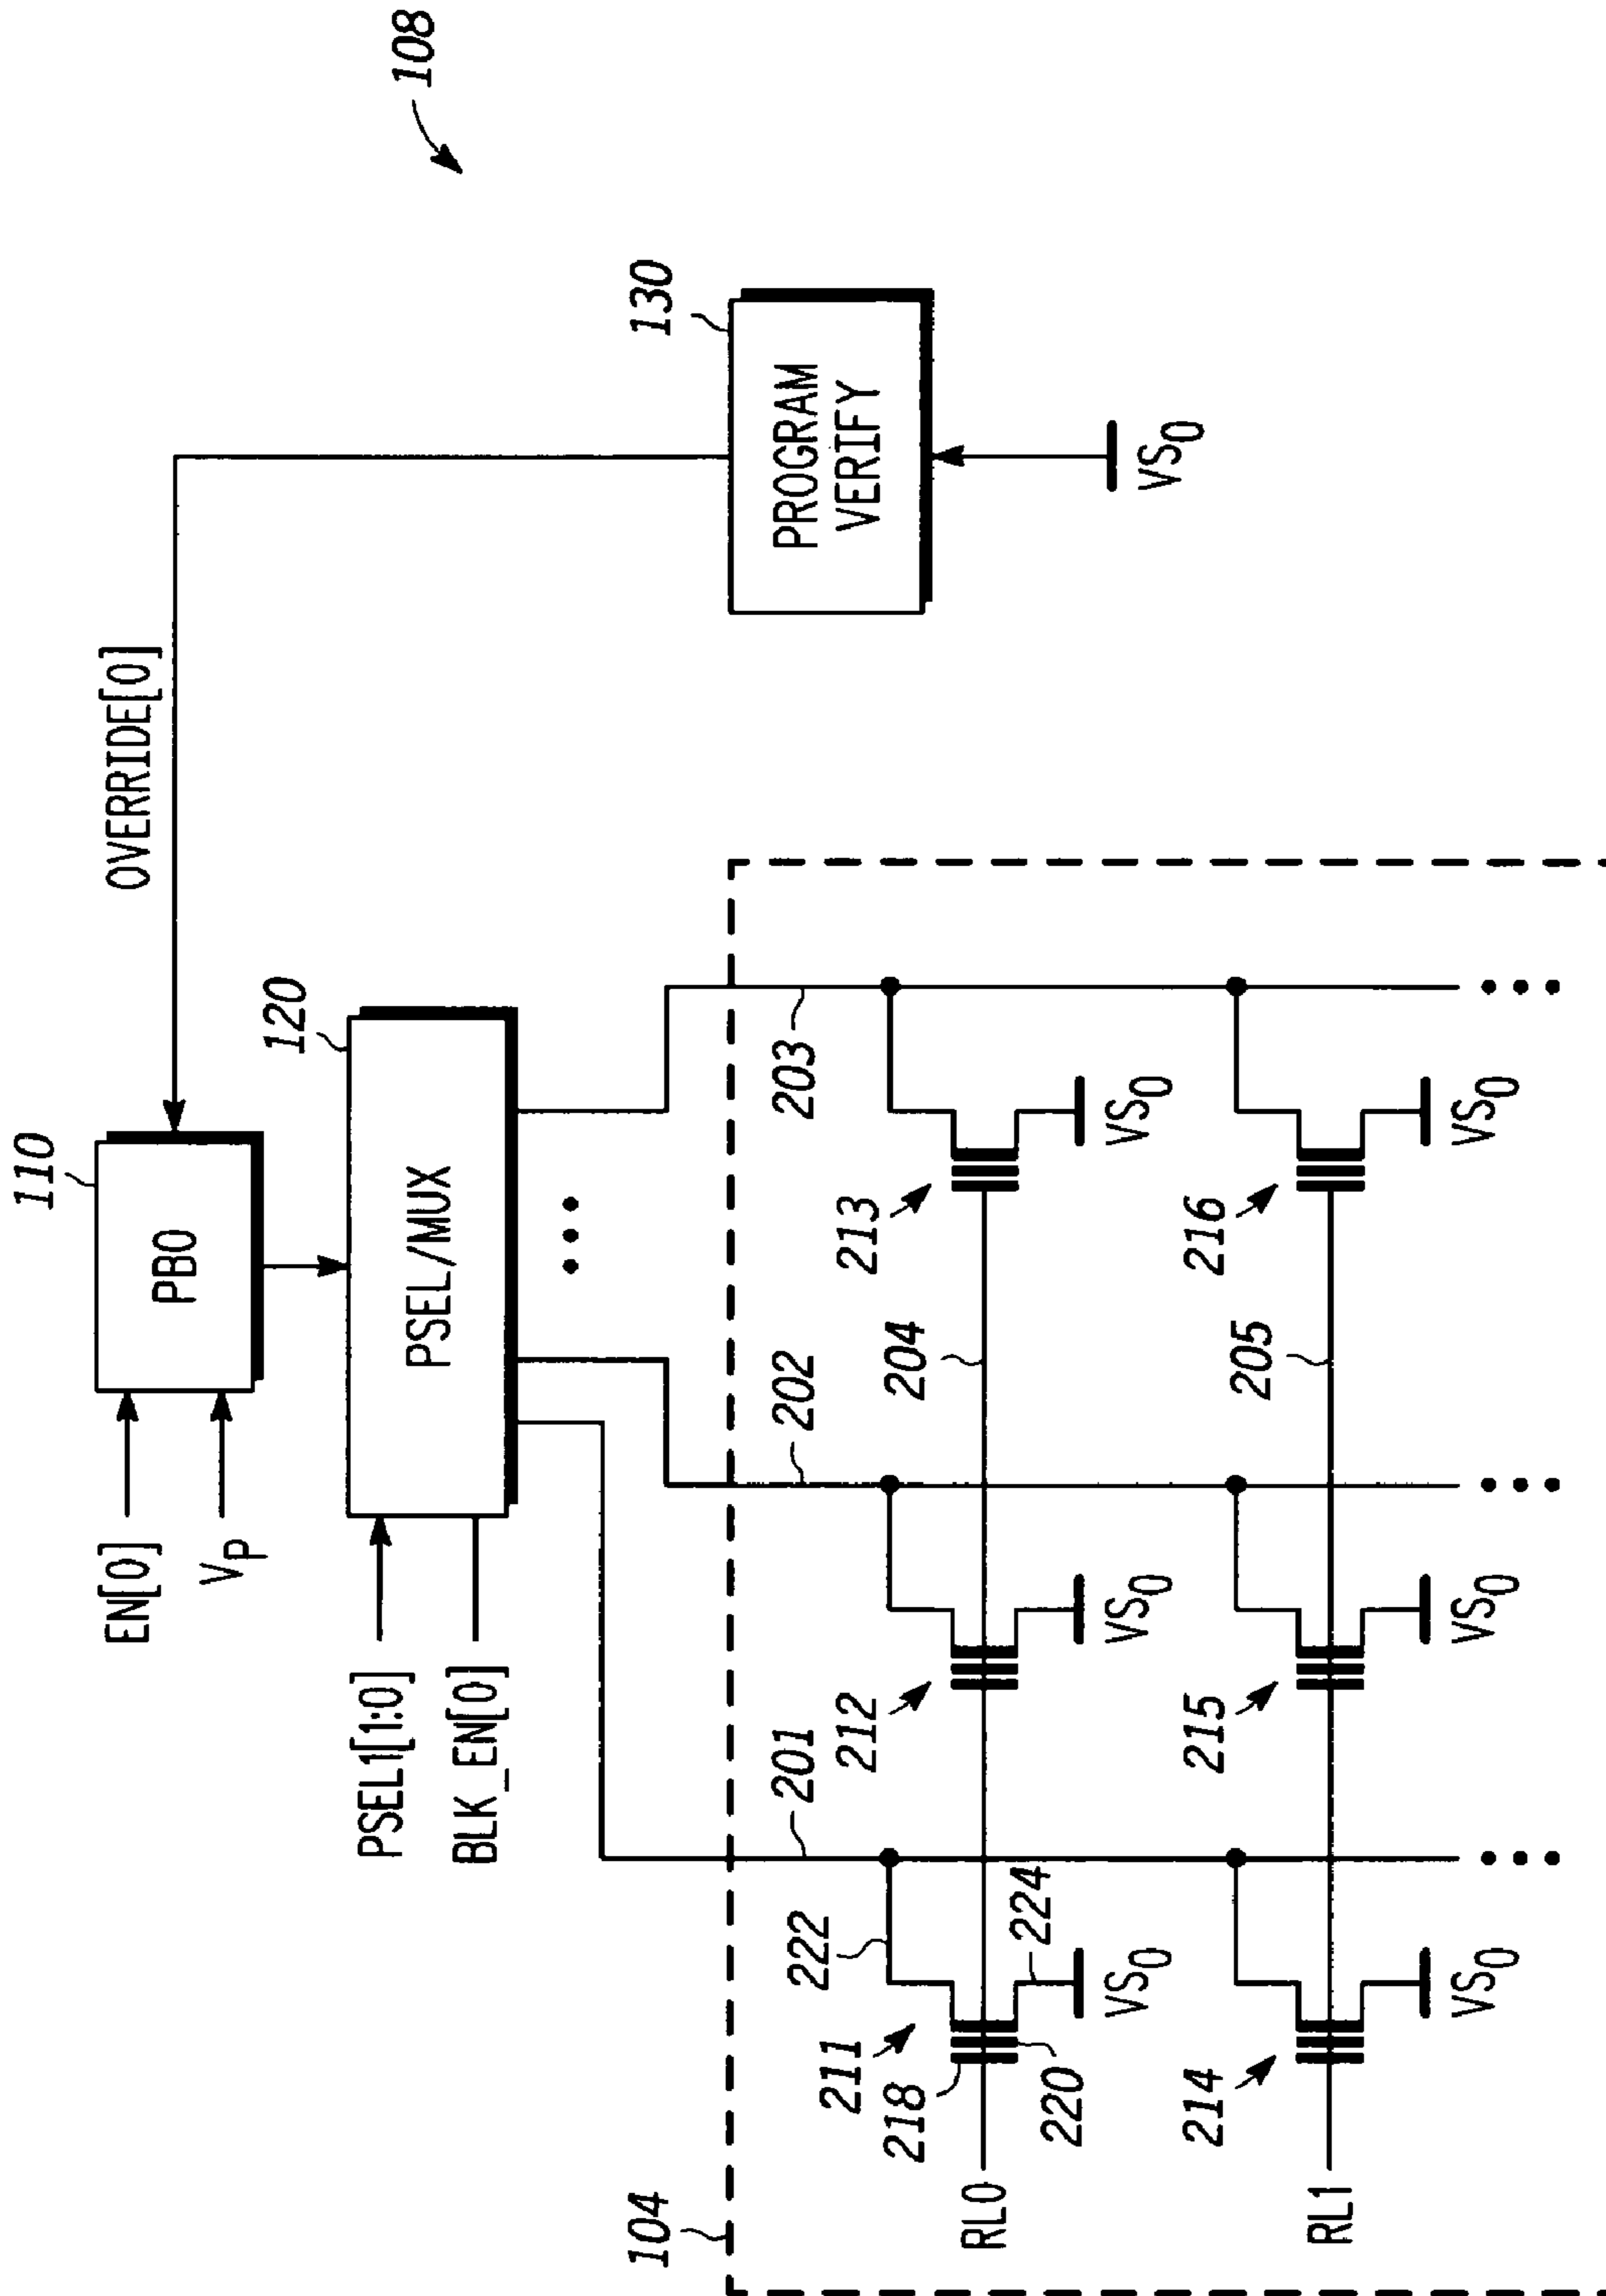 108
110
EN[0]
VP
PB0
OVERRIDE[0]
120
PSEL1[1:0]
BLK_EN[0]
PSEL/MUX
130
PROGRAM
VERIFY
VS0
104
201
202
203
222
211
218
220
224
212
213
RL0
204
VS0
VS0
VS0
214
215
216
RL1
205
VS0
VS0
VS0